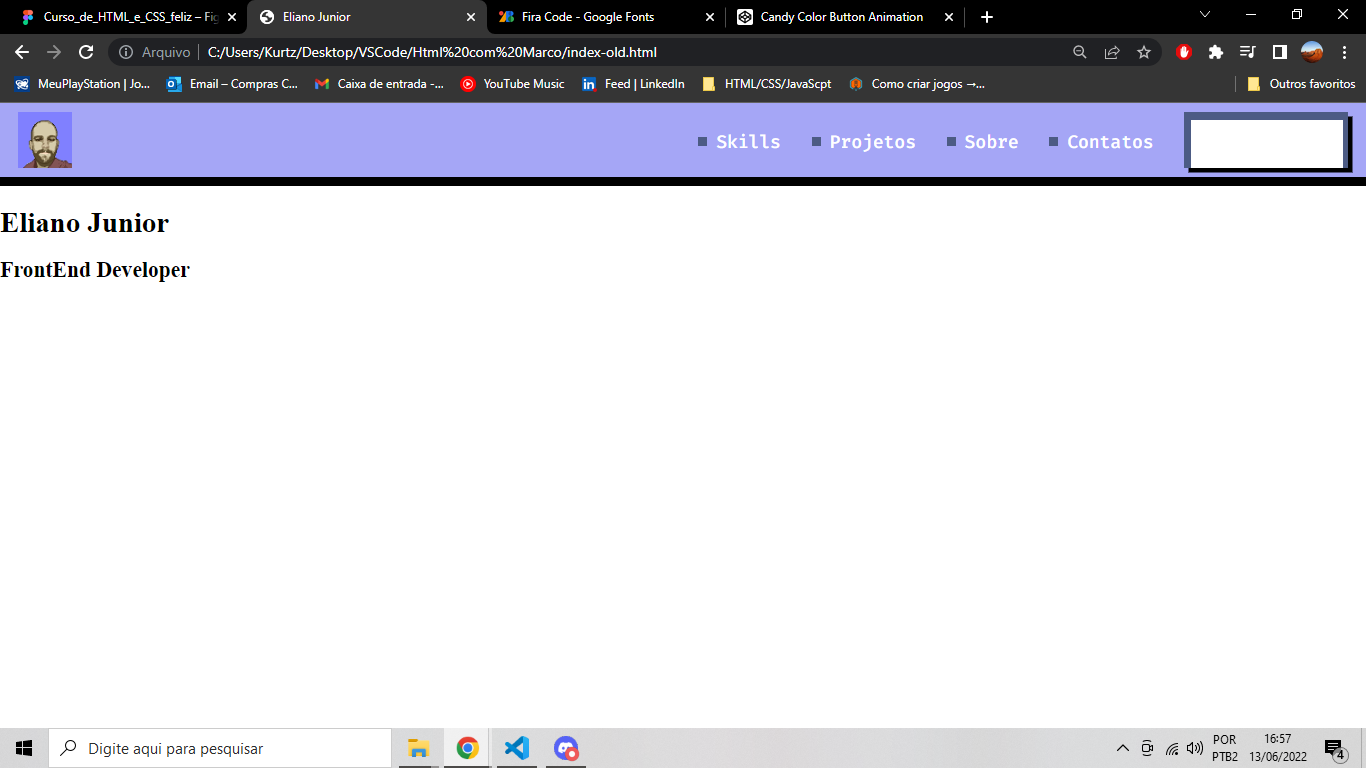 Curso_de_HTML_e_CSS_feliz – Fig
Eliano Junior
Fira Code - Google Fonts
Candy Color Button Animation
Arquivo
C:/Users/Kurtz/Desktop/VSCode/Html%20com%20Marco/index-old.html
MeuPlayStation | Jo...
Email – Compras C...
Caixa de entrada -...
YouTube Music
Feed | LinkedIn
HTML/CSS/JavaScpt
Como criar jogos →...
Outros favoritos
Skills
Projetos
Sobre
Contatos
Eliano Junior
FrontEnd Developer
Digite aqui para pesquisar
POR
PTB2
16:57
13/06/2022
4